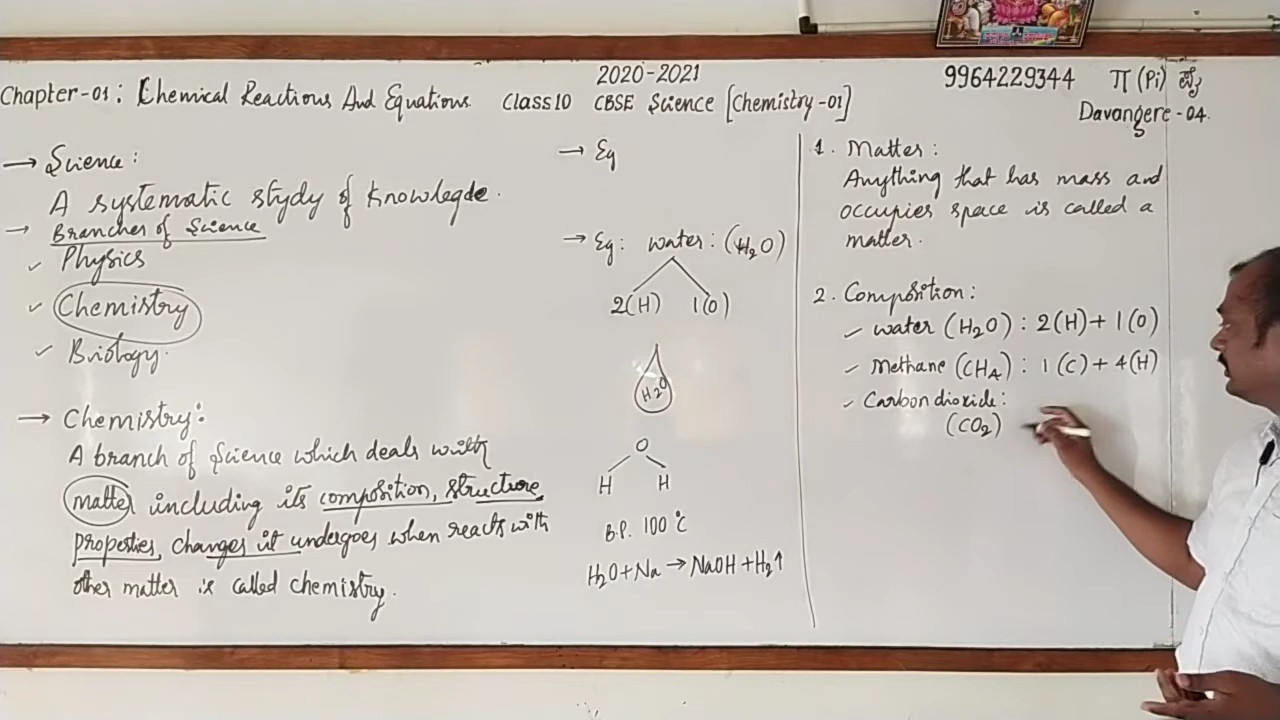 2020-2021
Chapter-01: Chemical Reactions And Equations Class 10 CBSE Science [Chemistry-01]
9964229344 π (Pi) ಪೈ
Davangere - 04.
→ Science:
A systematic stydy of Knowlegde.
→ Branches of Science
✓ Physics
✓ Chemistry
✓ Biology.
→ Chemistry:
A branch of Science which deals with
matter including its composition, structure
properties, changes it undergoes when reacts with
other matter is called chemistry.
→ Eg
→ Eg: water: (H₂O)
2(H) 1(O)
H₂O
O
H H
B.P. 100°C
H₂O + Na → NaOH + H₂↑
1. Matter:
Anything that has mass and
occupies space is called a
matter.
2. Composition:
✓ water (H₂O) : 2(H) + 1(O)
✓ Methane (CH₄) : 1(C) + 4(H)
✓ Carbon dioxide:
(CO₂)